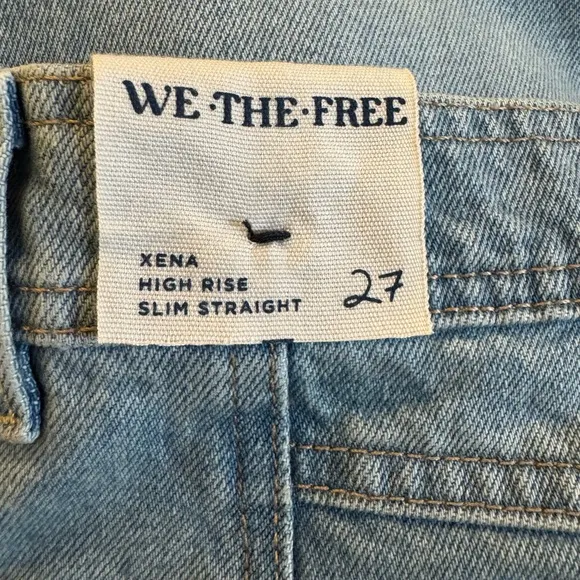 WE·THE·FREE
XENA
HIGH RISE
SLIM STRAIGHT
27